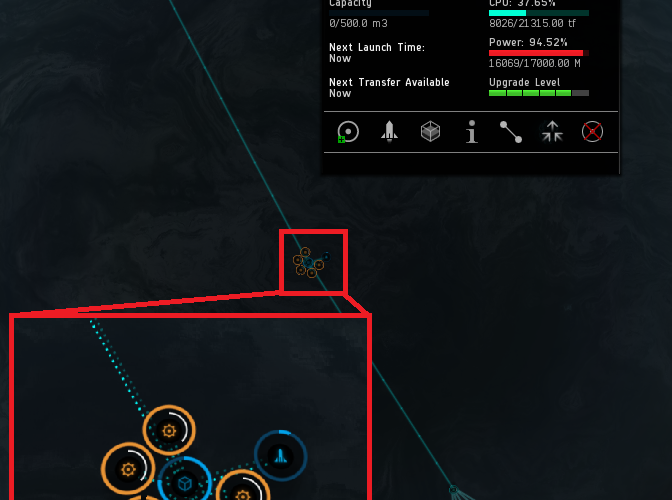 Capacity
0/500.0 m3
Next Launch Time:
Now
Next Transfer Available
Now
CPU: 37.65%
8026/21315.00 tf
Power: 94.52%
16069/17000.00 M
Upgrade Level